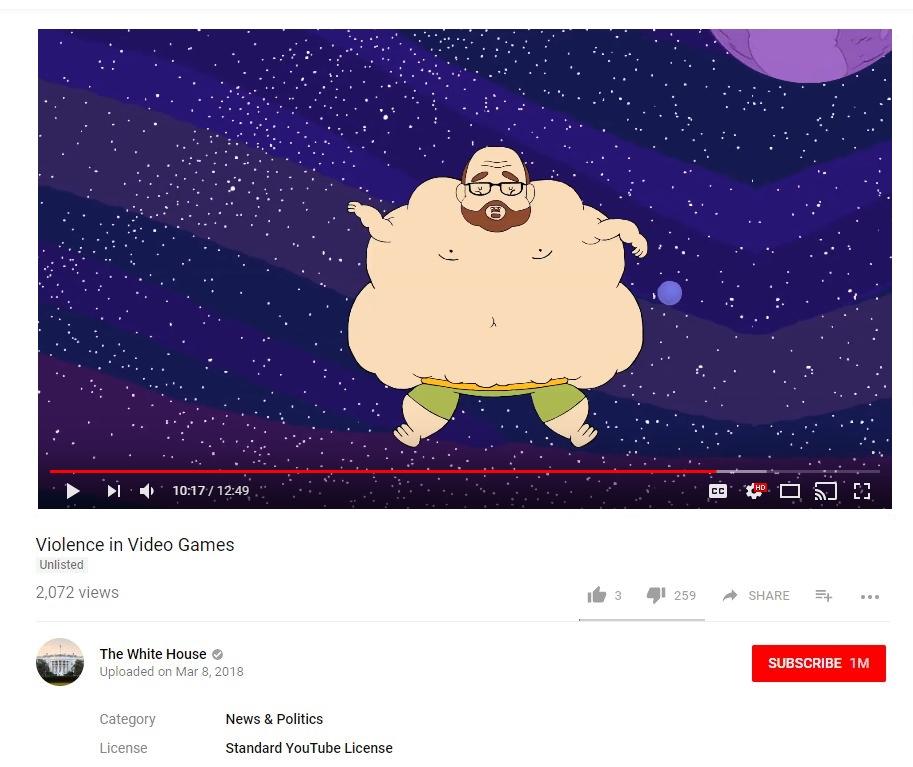 HD
10:17 / 12:49
CC
Violence in Video Games
Unlisted
2,072 views
3
259
SHARE
The White House
Uploaded on Mar 8, 2018
SUBSCRIBE 1M
Category
News & Politics
License
Standard YouTube License